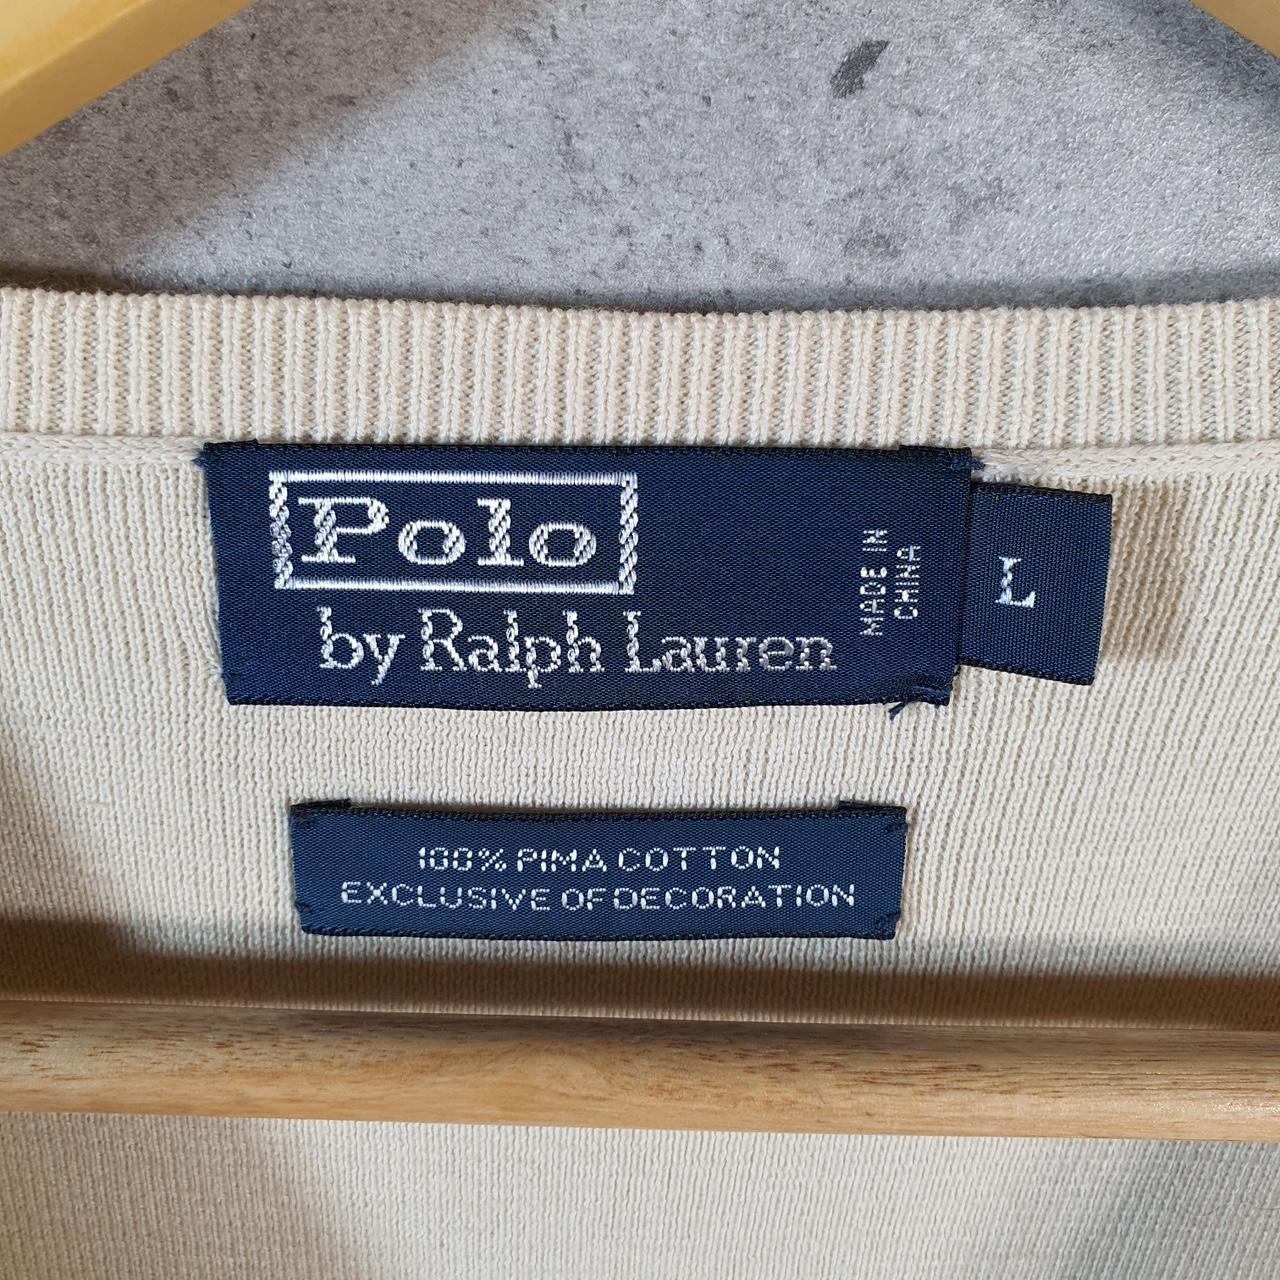 Polo
by Ralph Lauren
MADE IN
CHINA
L
100% PIMA COTTON
EXCLUSIVE OF DECORATION